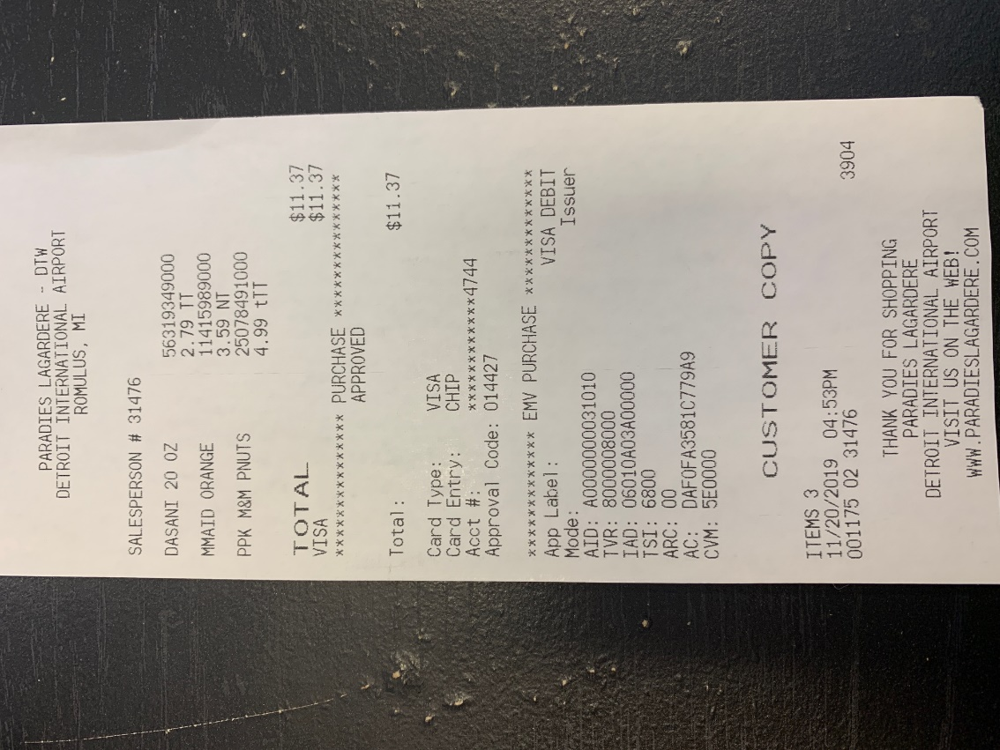 PARADIES LAGARDERE - DTW
DETROIT INTERNATIONAL AIRPORT
ROMULUS, MI
SALESPERSON # 31476
DASANI 20 OZ 56319349000
2.79 TT
MMAID ORANGE 11415989000
3.59 NT
PPK M&M PNUTS 25078491000
4.99 tTT
TOTAL $11.37
VISA $11.37
**************** PURCHASE ****************
APPROVED
Total: $11.37
Card Type: VISA
Card Entry: CHIP
Acct #: ************4744
Approval Code: 014427
************** EMV PURCHASE **************
App Label: VISA DEBIT
Mode: Issuer
AID: A0000000031010
TVR: 8000008000
IAD: 06010A03A00000
TSI: 6800
ARC: 00
AC: DAF0FA3581C7779A9
CVM: 5E0000
CUSTOMER COPY
ITEMS 3
11/20/2019 04:53PM
001175 02 31476 3904
THANK YOU FOR SHOPPING
PARADIES LAGARDERE
DETROIT INTERNATIONAL AIRPORT
VISIT US ON THE WEB!
WWW.PARADIESLAGARDERE.COM